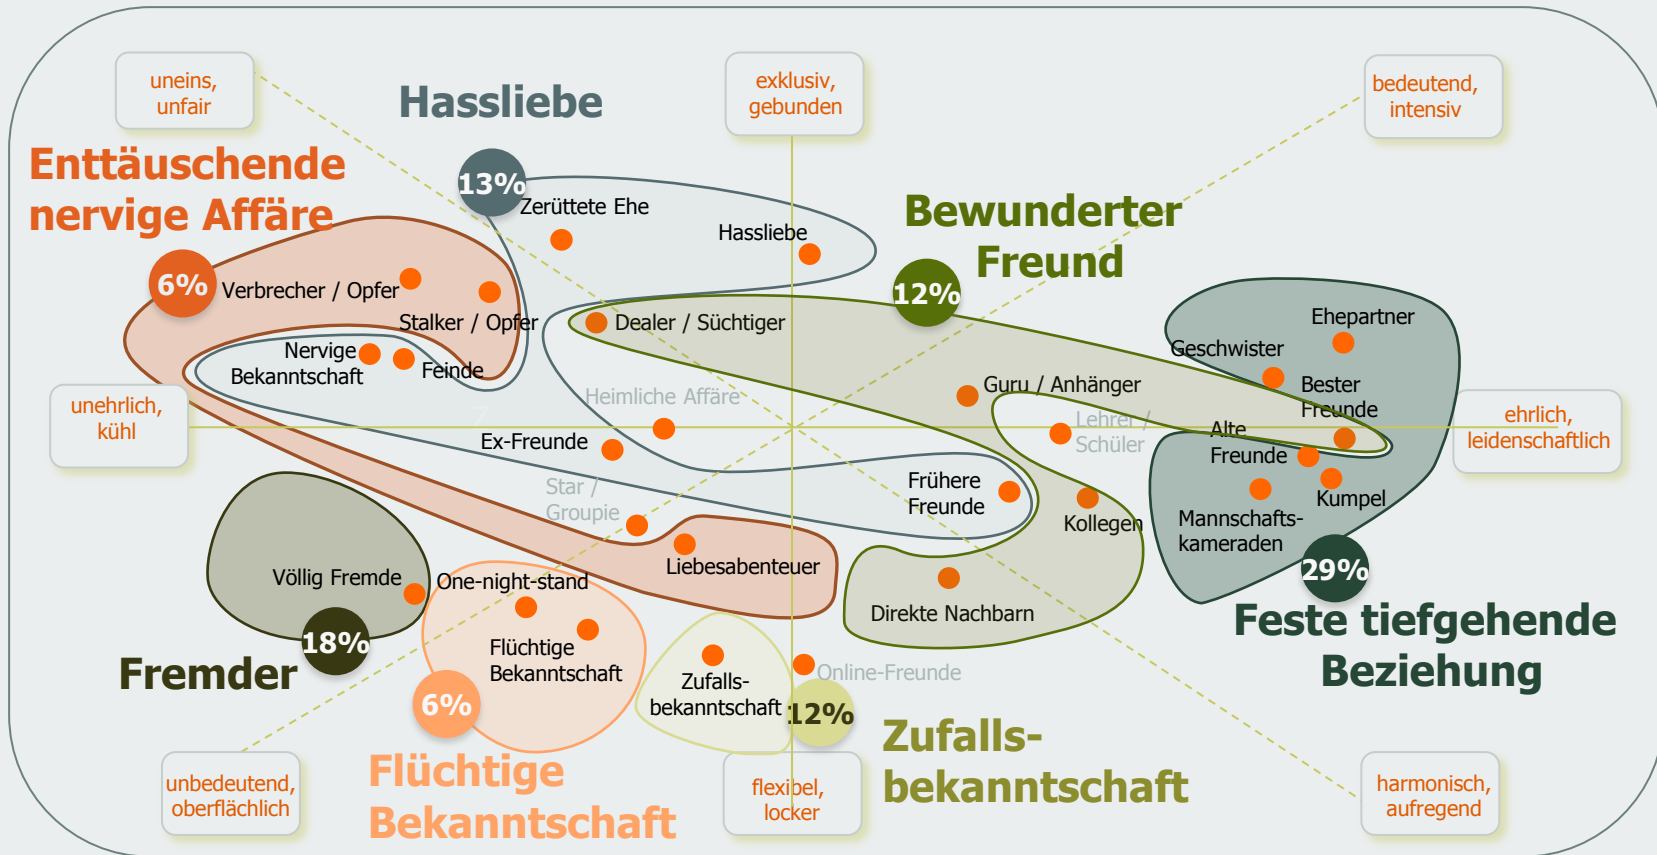 uneins,
unfair
exklusiv,
gebunden
bedeutend,
intensiv
Hassliebe
Enttäuschende
nervige Affäre
13%
Zerüttete Ehe
Hassliebe
Bewunderter
Freund
6%
Verbrecher / Opfer
12%
Stalker / Opfer
Dealer / Süchtiger
Ehepartner
Geschwister
Nervige
Bekanntschaft
Feinde
Guru / Anhänger
Bester
Freunde
Heimliche Affäre
unehrlich,
kühl
7
Ex-Freunde
Lehrer /
Schüler
Alte
Freunde
ehrlich,
leidenschaftlich
Star /
Groupie
Frühere
Freunde
Kollegen
Kumpel
Mannschafts-
kameraden
Liebesabenteuer
Völlig Fremde
One-night-stand
29%
Direkte Nachbarn
Feste tiefgehende
Beziehung
18%
Fremder
Flüchtige
Bekanntschaft
Zufalls-
bekanntschaft
Online-Freunde
6%
12%
Zufalls-
bekanntschaft
Flüchtige
Bekanntschaft
unbedeutend,
oberflächlich
flexibel,
locker
harmonisch,
aufregend